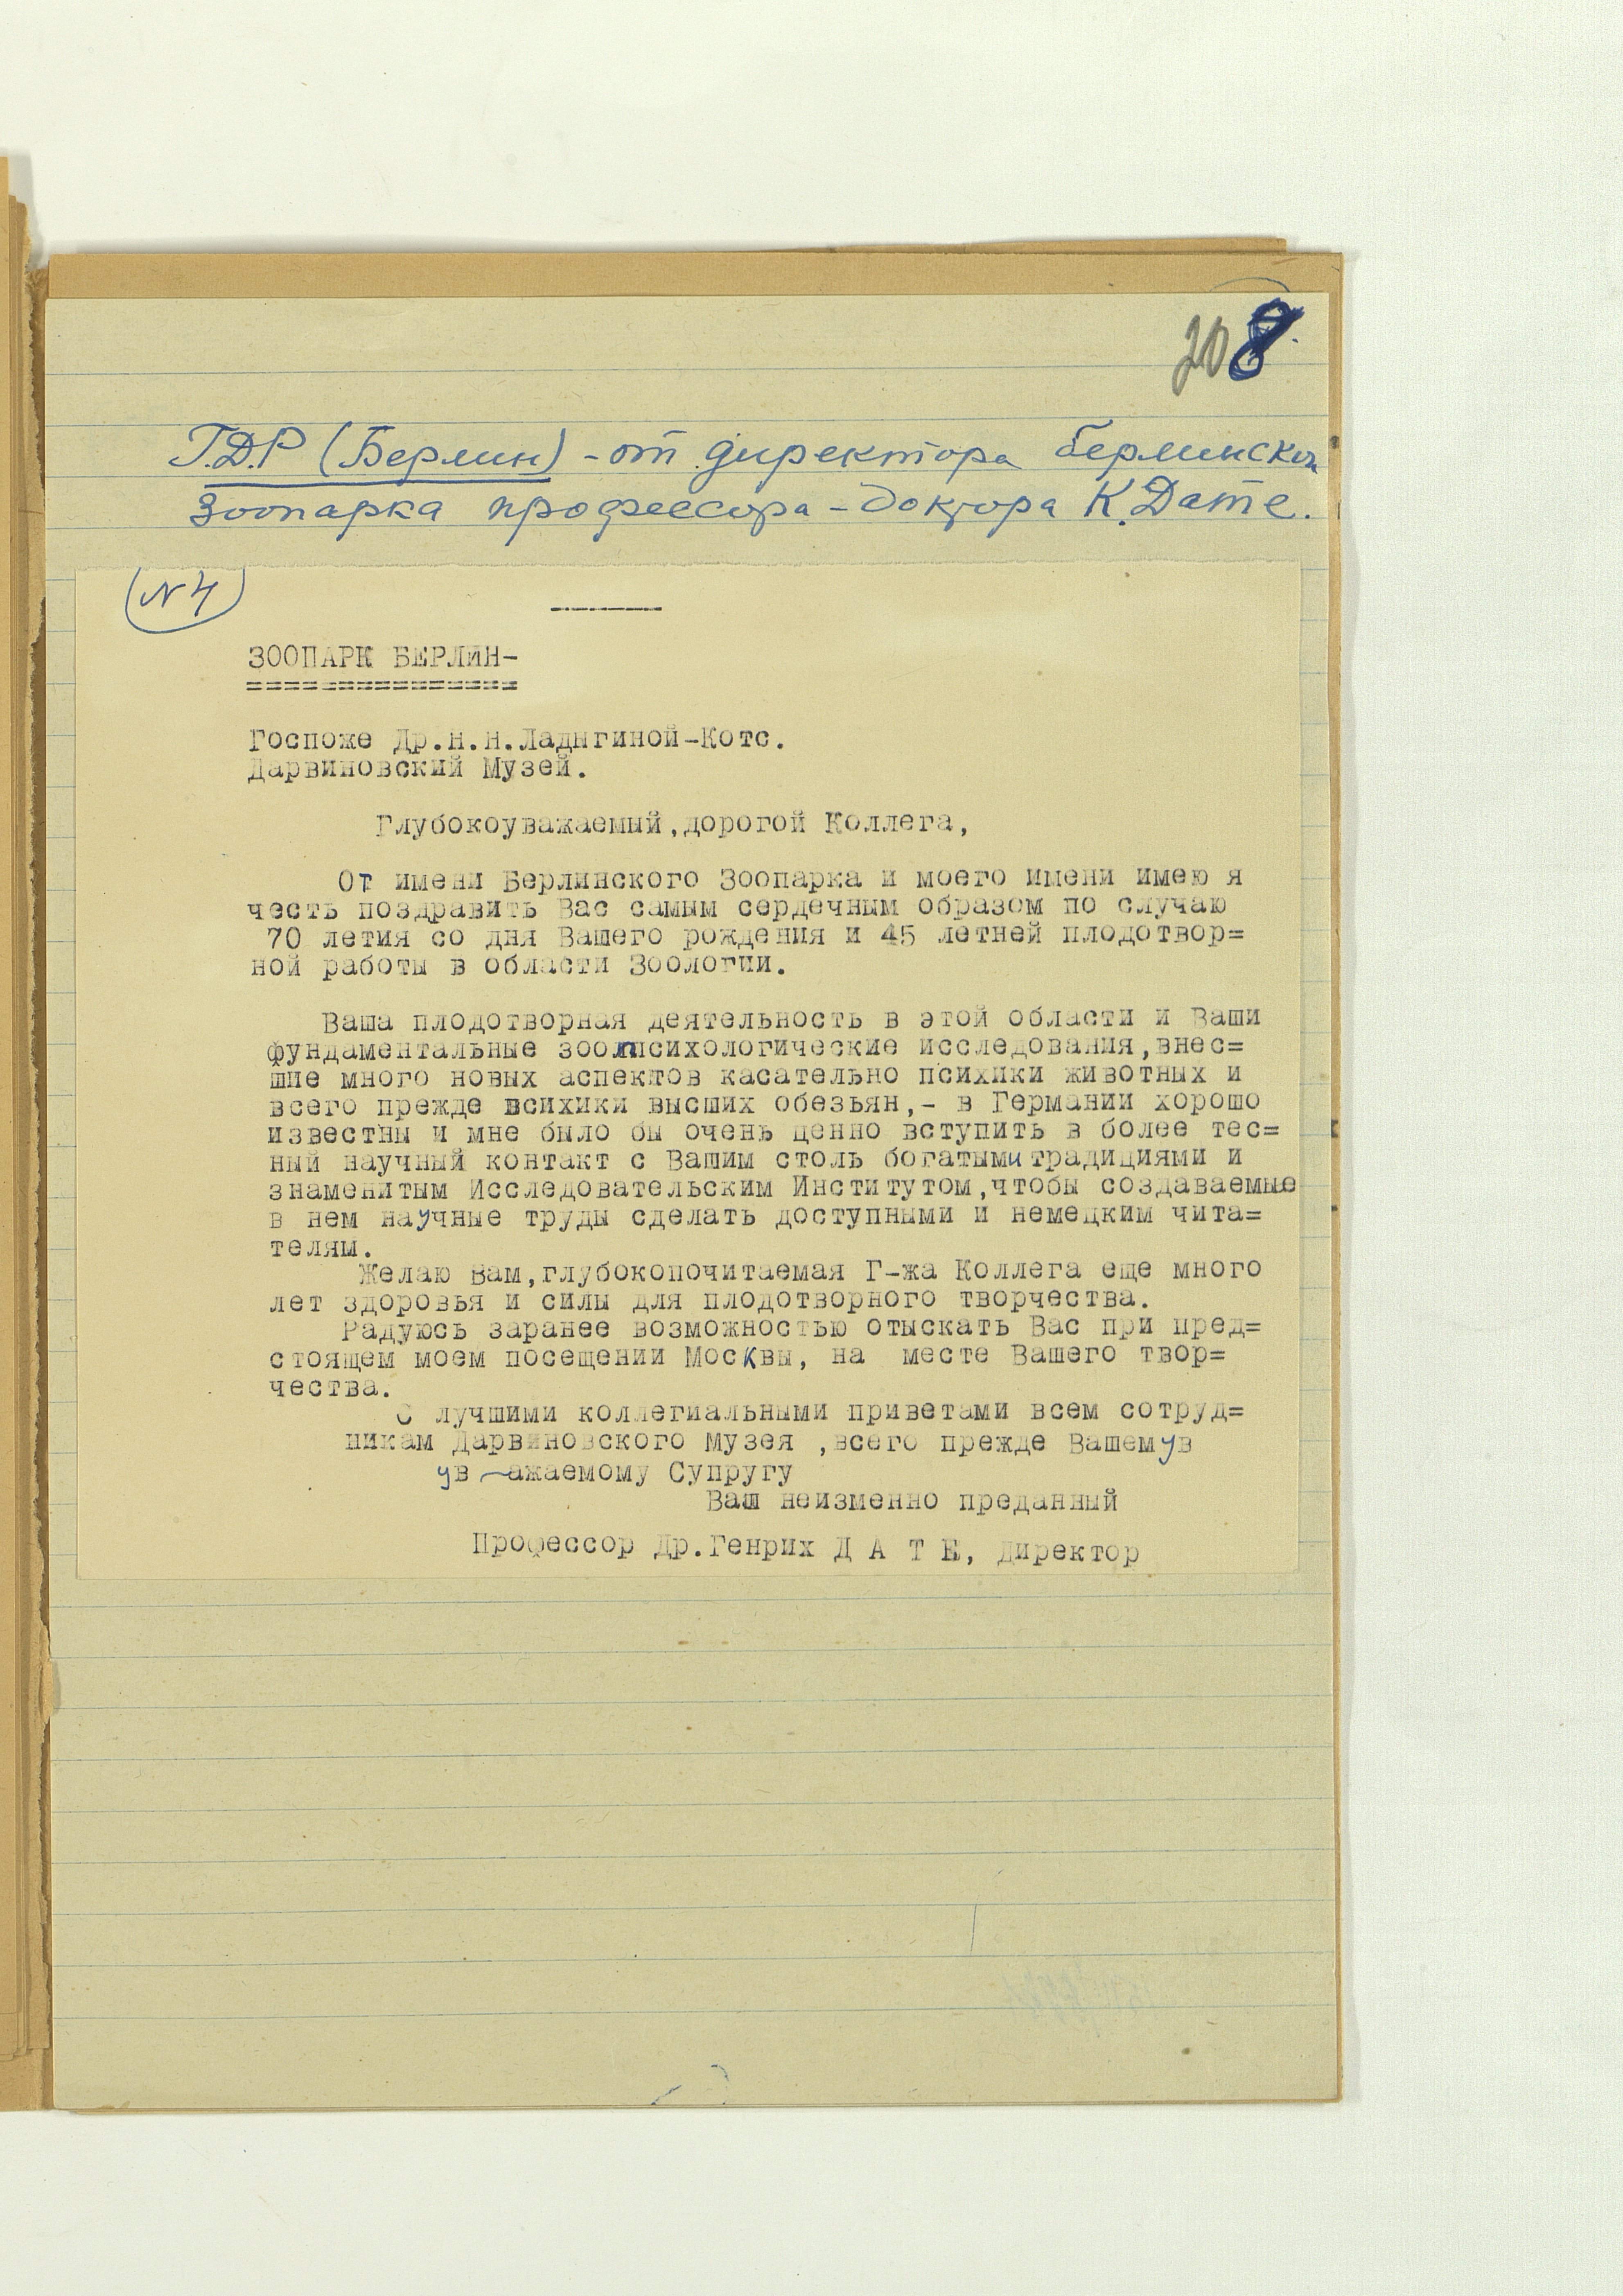 208
Г.Д.Р (Берлин) - от директора берлинского
зоопарка профессора - доктора К. Дате.
(N 4)
ЗООПАРК БЕРЛИН-
Госпоже Др.Н.Н.Ладыгиной-Котс.
Дарвиновский Музей.
Глубокоуважаемый,дорогой Коллега,
От имени Берлинского Зоопарка и моего имени имею я
честь поздравить Вас самым сердечным образом по случаю
70 летия со дня Вашего рождения и 45 летней плодотвор=
ной работы в области Зоологии.
Ваша плодотворная деятельность в этой области и Ваши
фундаментальные зоопсихологические исследования,внес=
шие много новых аспектов касательно психики животных и
всего прежде психики высших обезьян,- в Германии хорошо
известны и мне было бы очень ценно вступить в более тес=
ный научный контакт с Вашим столь богатыми традициями и
знаменитым Исследовательским Институтом,чтобы создаваемые
в нем научные труды сделать доступными и немецким чита=
телям.
Желаю Вам,глубокопочитаемая Г-жа Коллега еще много
лет здоровья и силы для плодотворного творчества.
Радуюсь заранее возможностью отыскать Вас при пред=
стоящем моем посещении Москвы, на месте Вашего твор=
чества.
С лучшими коллегиальными приветами всем сотруд=
никам Дарвиновского Музея ,всего прежде Вашему в
ув ажаемому Супругу
Ваш неизменно преданный
Профессор Др.Генрих Д А Т Е, Директор